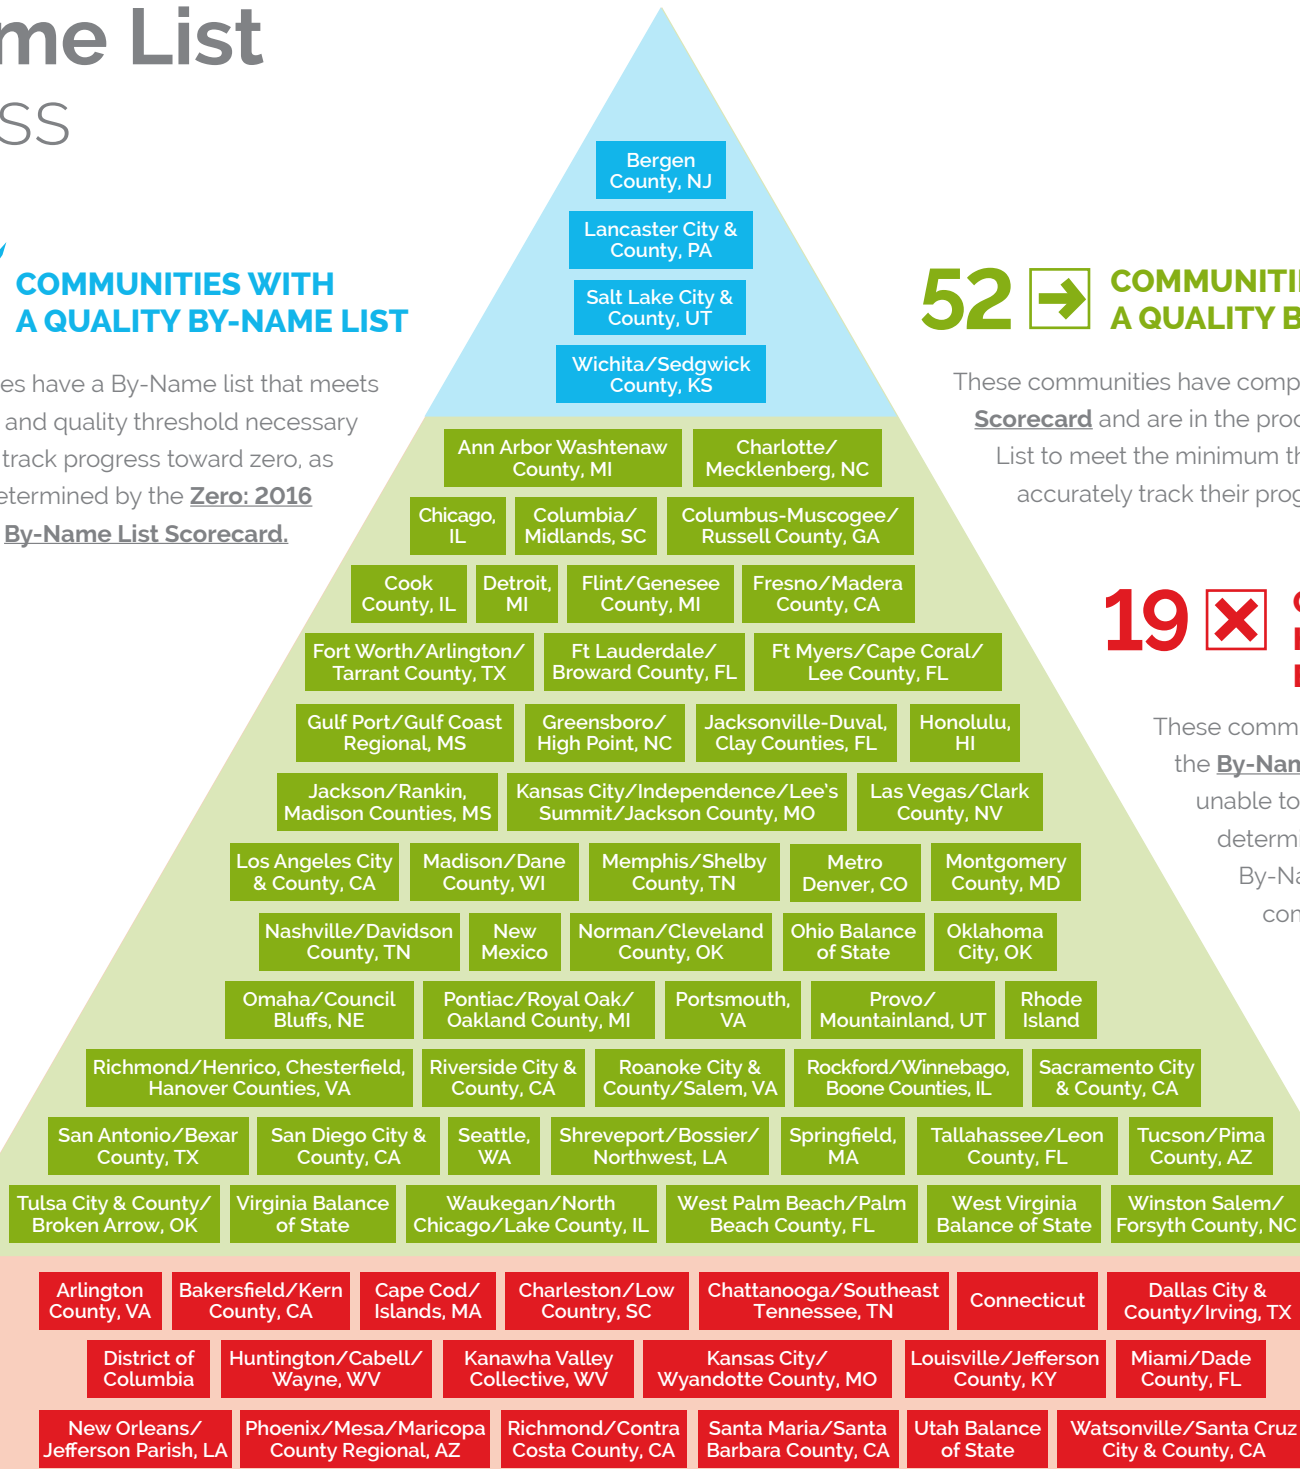 me List
ss
COMMUNITIES WITH
A QUALITY BY-NAME LIST
es have a By-Name list that meets
and quality threshold necessary
track progress toward zero, as
etermined by the Zero: 2016
By-Name List Scorecard.
52
COMMUNITI
A QUALITY B
These communities have comp
Scorecard and are in the proc
List to meet the minimum th
accurately track their prog
19
These comm
the By-Nam
unable to
determi
By-Na
com
Bergen
County, NJ
Lancaster City &
County, PA
Salt Lake City &
County, UT
Wichita/Sedgwick
County, KS
Ann Arbor Washtenaw
County, MI
Charlotte/
Mecklenberg, NC
Chicago,
IL
Columbia/
Midlands, SC
Columbus-Muscogee/
Russell County, GA
Cook
County, IL
Detroit,
MI
Flint/Genesee
County, MI
Fresno/Madera
County, CA
Fort Worth/Arlington/
Tarrant County, TX
Ft Lauderdale/
Broward County, FL
Ft Myers/Cape Coral/
Lee County, FL
Gulf Port/Gulf Coast
Regional, MS
Greensboro/
High Point, NC
Jacksonville-Duval,
Clay Counties, FL
Honolulu,
HI
Jackson/Rankin,
Madison Counties, MS
Kansas City/Independence/Lee's
Summit/Jackson County, MO
Las Vegas/Clark
County, NV
Los Angeles City
& County, CA
Madison/Dane
County, WI
Memphis/Shelby
County, TN
Metro
Denver, CO
Montgomery
County, MD
Nashville/Davidson
County, TN
New
Mexico
Norman/Cleveland
County, OK
Ohio Balance
of State
Oklahoma
City, OK
Omaha/Council
Bluffs, NE
Pontiac/Royal Oak/
Oakland County, MI
Portsmouth,
VA
Provo/
Mountainland, UT
Rhode
Island
Richmond/Henrico, Chesterfield,
Hanover Counties, VA
Riverside City &
County, CA
Roanoke City &
County/Salem, VA
Rockford/Winnebago,
Boone Counties, IL
Sacramento City
& County, CA
San Antonio/Bexar
County, TX
San Diego City &
County, CA
Seattle,
WA
Shreveport/Bossier/
Northwest, LA
Springfield,
MA
Tallahassee/Leon
County, FL
Tucson/Pima
County, AZ
Tulsa City & County/
Broken Arrow, OK
Virginia Balance
of State
Waukegan/North
Chicago/Lake County, IL
West Palm Beach/Palm
Beach County, FL
West Virginia
Balance of State
Winston Salem/
Forsyth County, NC
Arlington
County, VA
Bakersfield/Kern
County, CA
Cape Cod/
Islands, MA
Charleston/Low
Country, SC
Chattanooga/Southeast
Tennessee, TN
Connecticut
Dallas City &
County/Irving, TX
District of
Columbia
Huntington/Cabell/
Wayne, WV
Kanawha Valley
Collective, WV
Kansas City/
Wyandotte County, MO
Louisville/Jefferson
County, KY
Miami/Dade
County, FL
New Orleans/
Jefferson Parish, LA
Phoenix/Mesa/Maricopa
County Regional, AZ
Richmond/Contra
Costa County, CA
Santa Maria/Santa
Barbara County, CA
Utah Balance
of State
Watsonville/Santa Cruz
City & County, CA